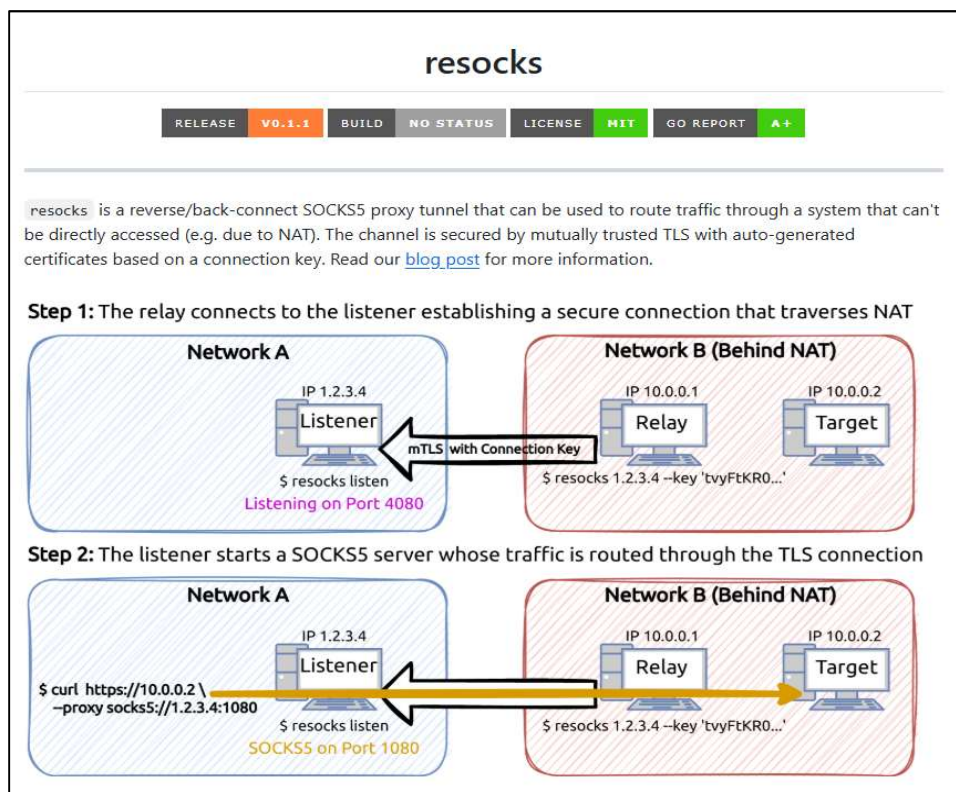 resocks
RELEASE V0.1.1 BUILD NO STATUS LICENSE MIT GO REPORT A+
resocks is a reverse/back-connect SOCKS5 proxy tunnel that can be used to route traffic through a system that can't
be directly accessed (e.g. due to NAT). The channel is secured by mutually trusted TLS with auto-generated
certificates based on a connection key. Read our blog post for more information.
Step 1: The relay connects to the listener establishing a secure connection that traverses NAT
Network A
IP 1.2.3.4
Listener
$ resocks listen
Listening on Port 4080
mTLS with Connection Key
Network B (Behind NAT)
IP 10.0.0.1
Relay
$ resocks 1.2.3.4 --key 'tvyFtKR0...'
IP 10.0.0.2
Target
Step 2: The listener starts a SOCKS5 server whose traffic is routed through the TLS connection
Network A
$ curl https://10.0.0.2 \
--proxy socks5://1.2.3.4:1080
IP 1.2.3.4
Listener
$ resocks listen
SOCKS5 on Port 1080
Network B (Behind NAT)
IP 10.0.0.1
Relay
$ resocks 1.2.3.4 --key 'tvyFtKR0...'
IP 10.0.0.2
Target